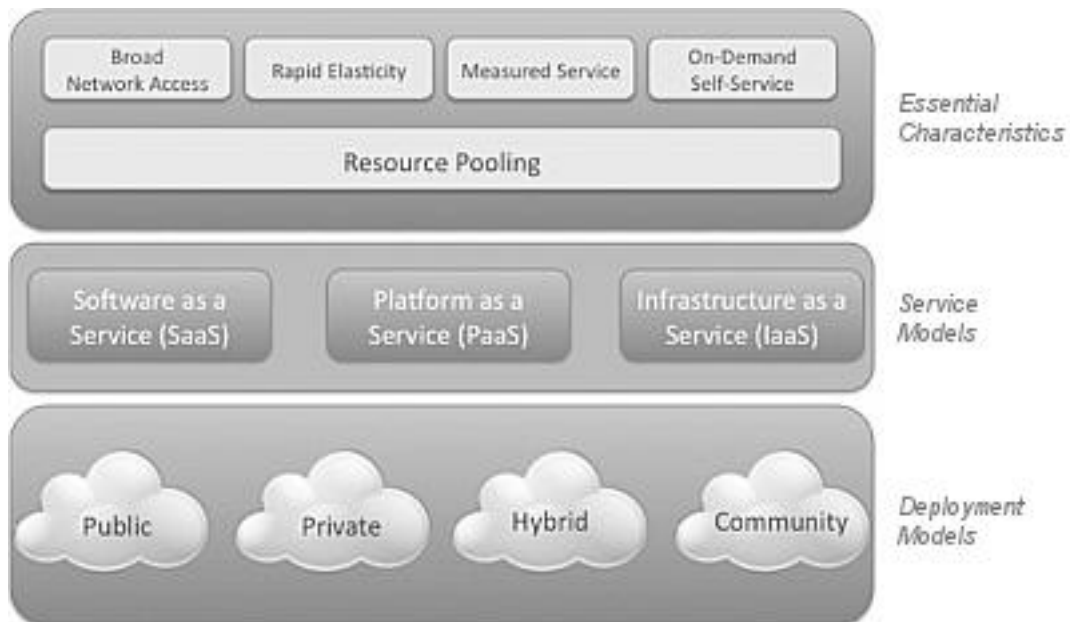 Broad
Network Access
Rapid Elasticity
Measured Service
On-Demand
Self-Service
Resource Pooling
Essential
Characteristics
Software as a
Service (SaaS)
Platform as a
Service (PaaS)
Infrastructure as a
Service (IaaS)
Service
Models
Public
Private
Hybrid
Community
Deployment
Models